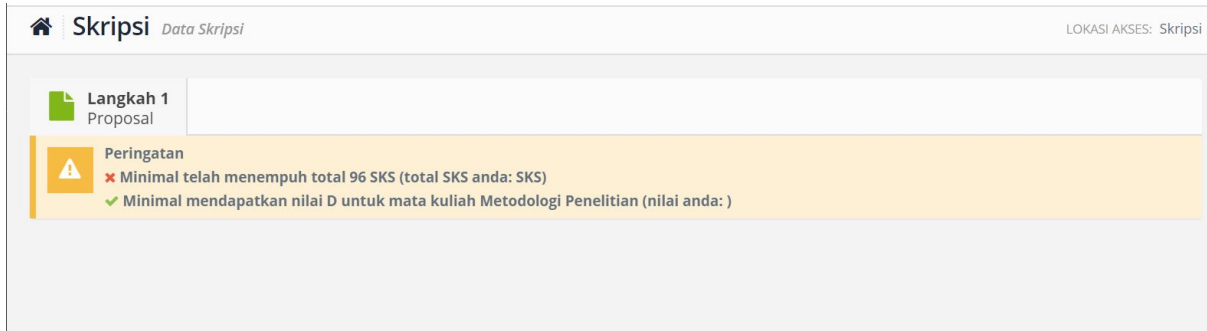 Skripsi Data Skripsi
LOKASI AKSES: Skripsi
Langkah 1
Proposal
Peringatan
Minimal telah menempuh total 96 SKS (total SKS anda: SKS)
Minimal mendapatkan nilai D untuk mata kuliah Metodologi Penelitian (nilai anda: )